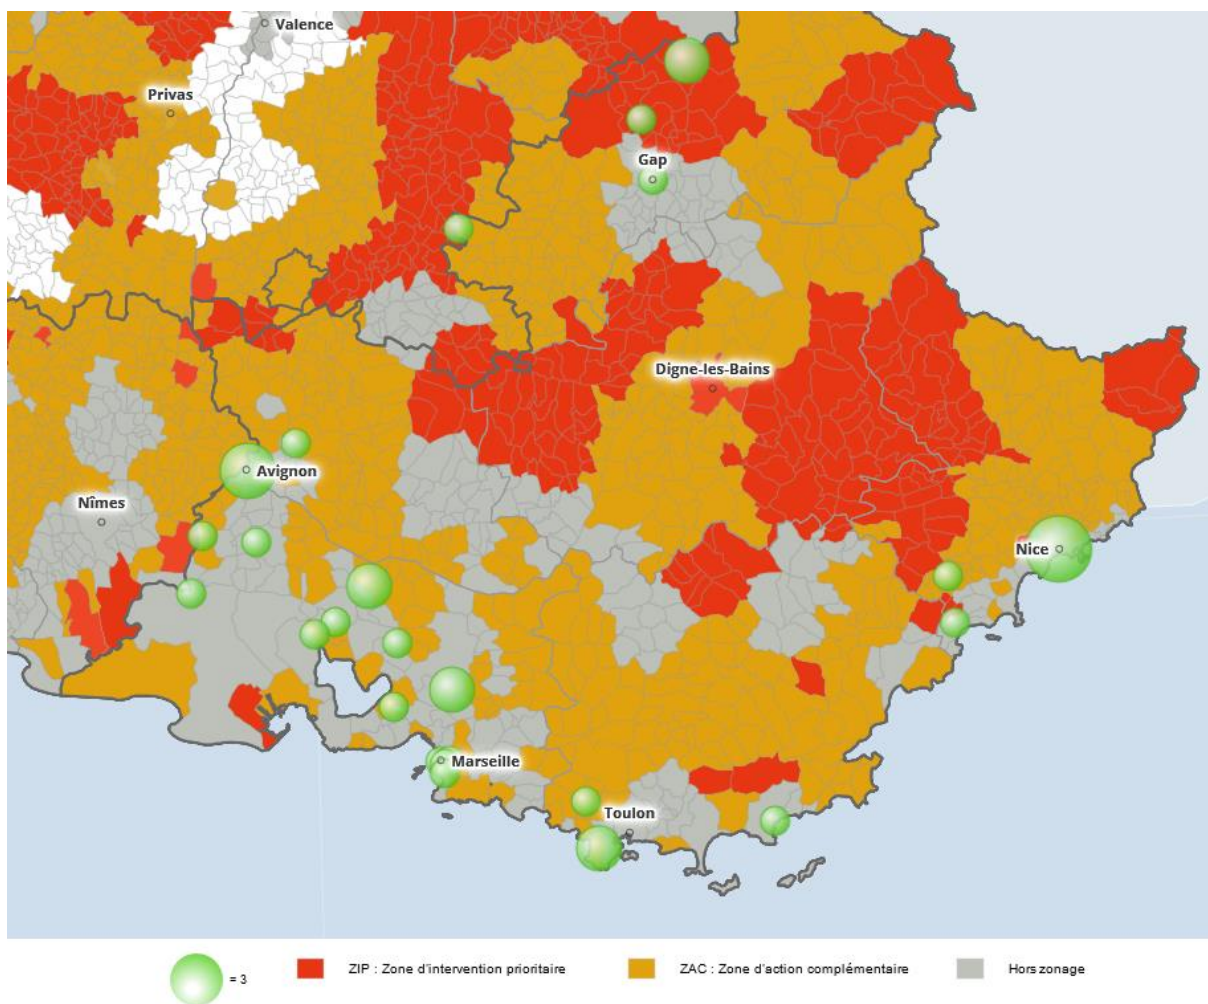 Valence
Privas
Gap
Digne-les-Bains
Avignon
Nîmes
Nice
Marseille
Toulon
= 3
ZIP : Zone d'intervention prioritaire
ZAC : Zone d'action complémentaire
Hors zonage